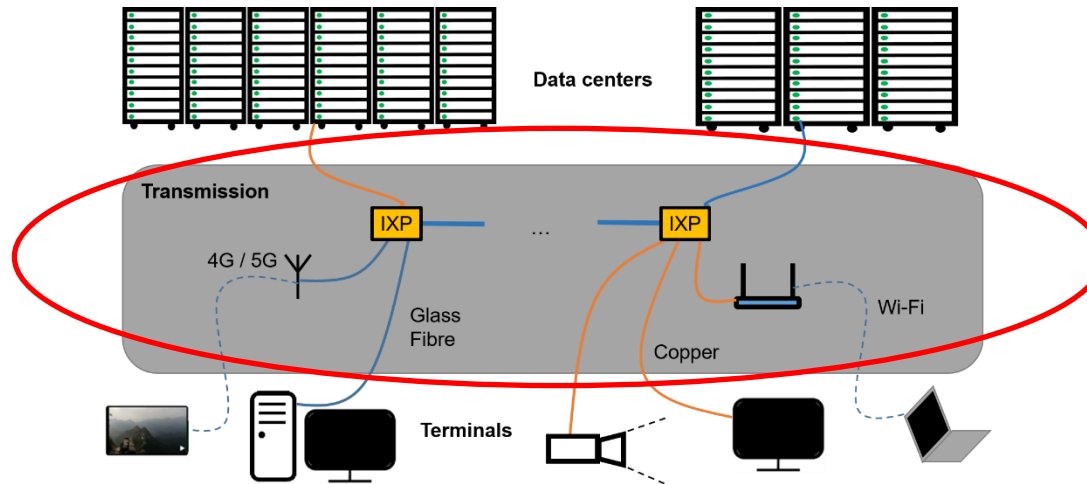 Data centers
Transmission
IXP
IXP
...
4G / 5G
Glass
Fibre
Wi-Fi
Copper
Terminals